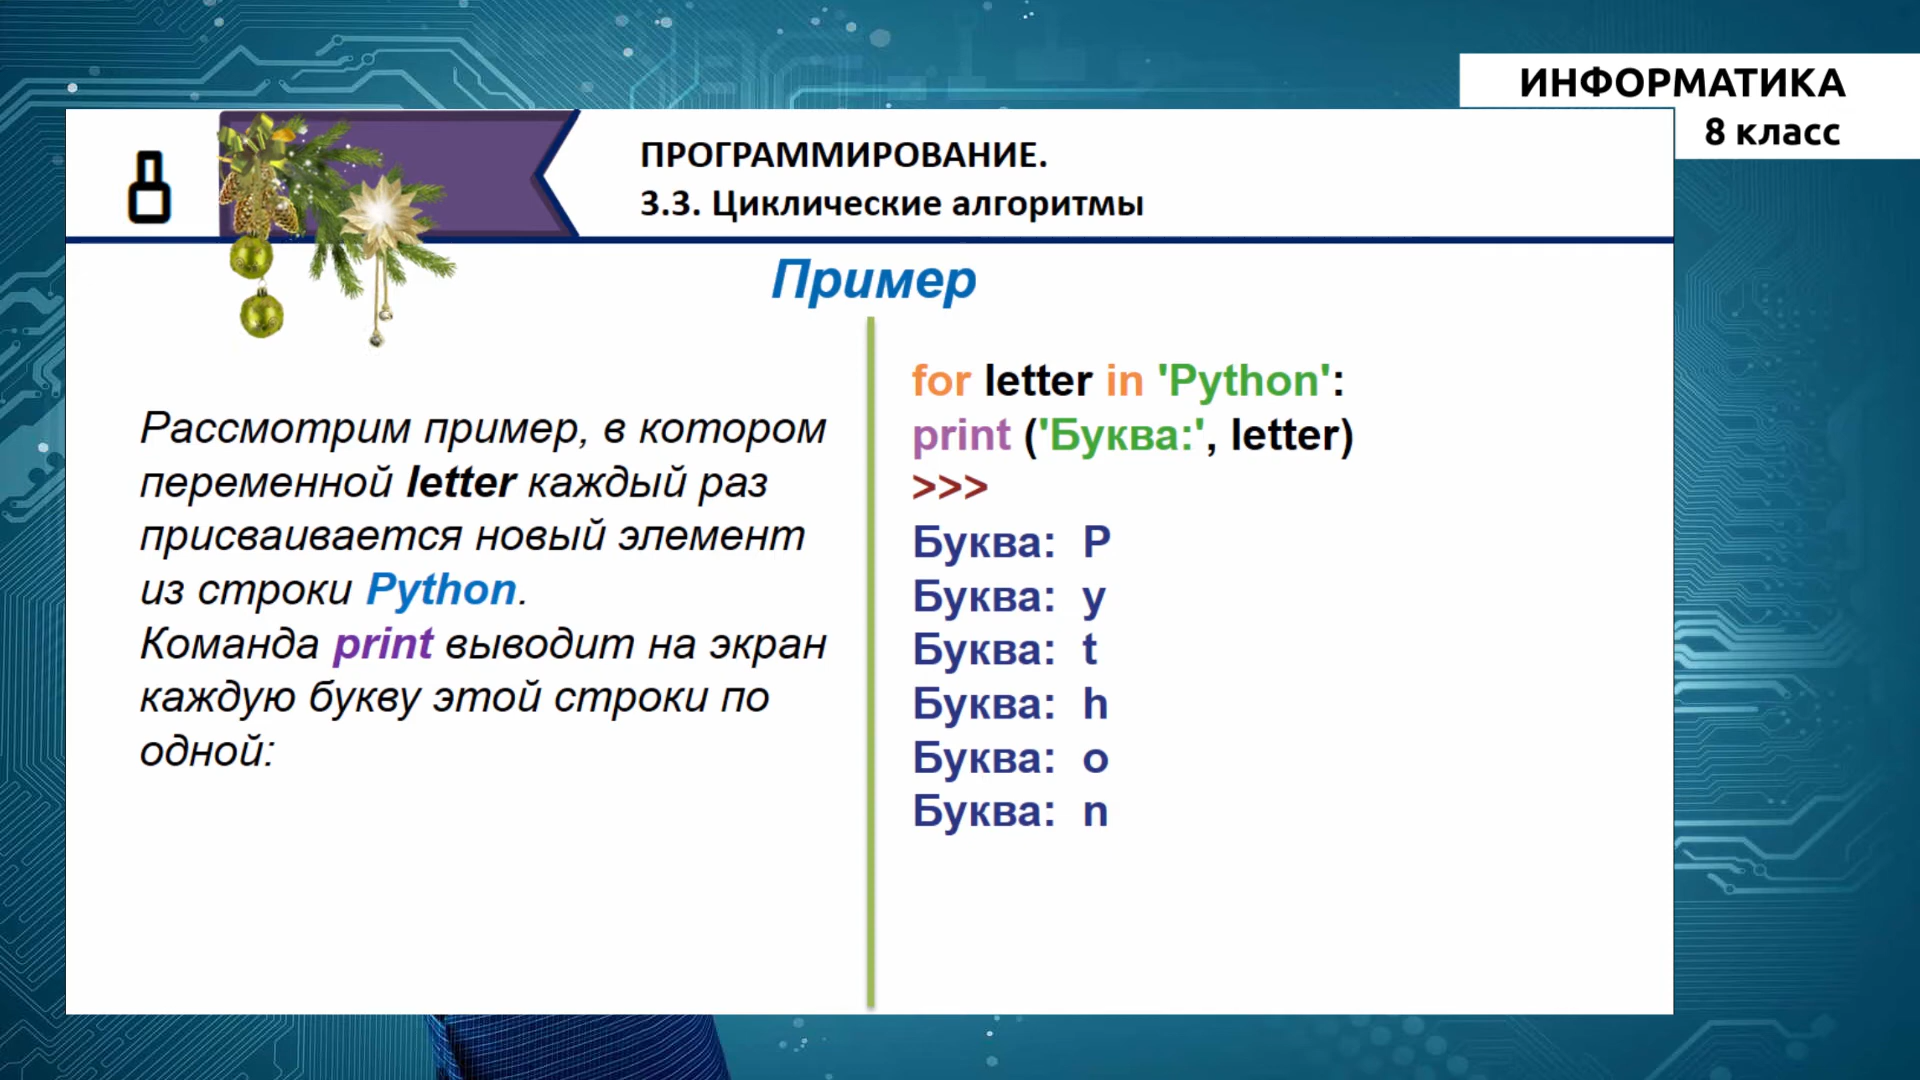 ИНФОРМАТИКА
8 класс
8
ПРОГРАММИРОВАНИЕ.
3.3. Циклические алгоритмы
Пример
Рассмотрим пример, в котором
переменной letter каждый раз
присваивается новый элемент
из строки Python.
Команда print выводит на экран
каждую букву этой строки по
одной:
for letter in 'Python':
print ('Буква:', letter)
>>>
Буква: P
Буква: y
Буква: t
Буква: h
Буква: o
Буква: n